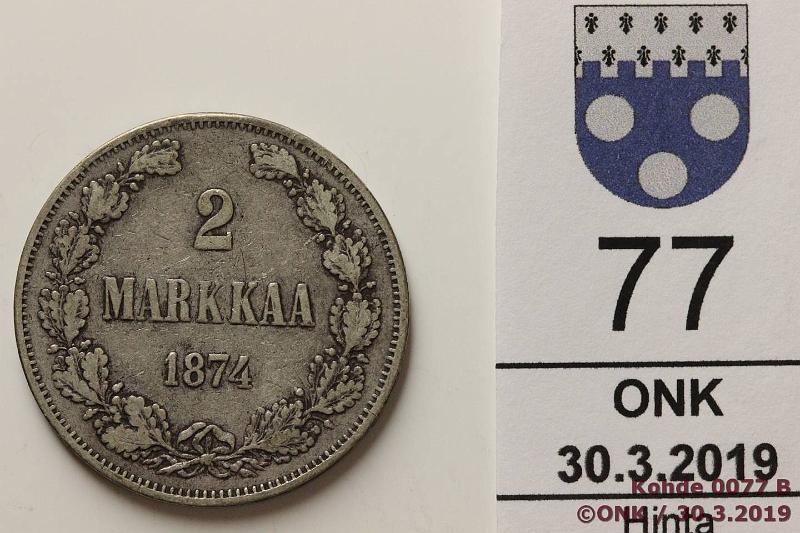 2
MARKKAA
1874
77
ONK
30.3.2019
Kohde 0077 B
©ONK / 30.3.2019
Hinta